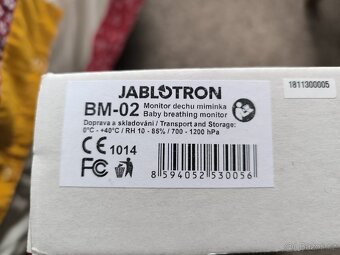 1811300005
JABLOTRON
BM-02 Monitor dechu miminka
Baby breathing monitor
Doprava a skladování / Transport and Storage:
0°C - +40°C / RH 10 - 85% / 700 - 1200 hPa
CE 1014
FC
8 594052 530056